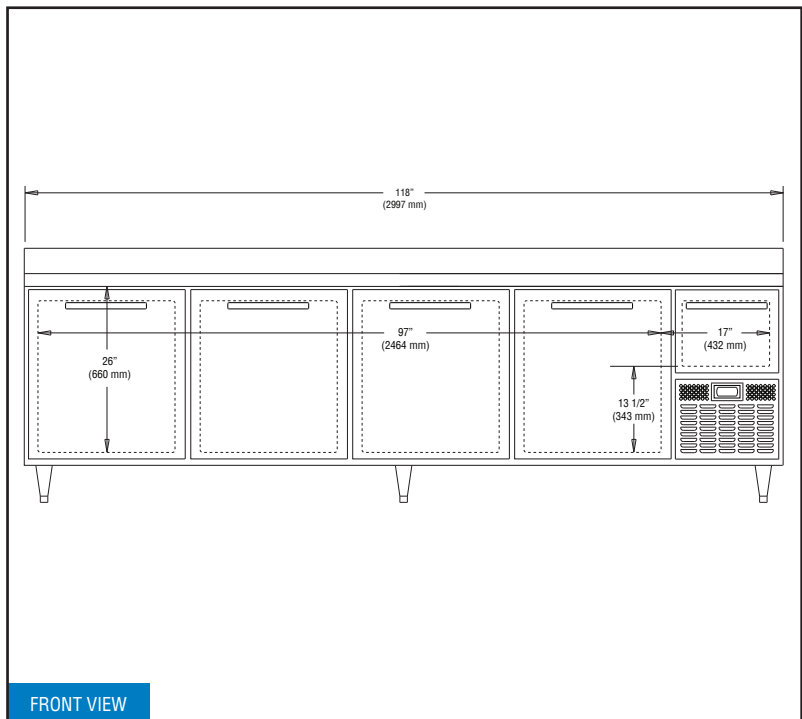 118”
(2997 mm)
97”
(2464 mm)
17”
(432 mm)
26”
(660 mm)
13 1/2”
(343 mm)
FRONT VIEW